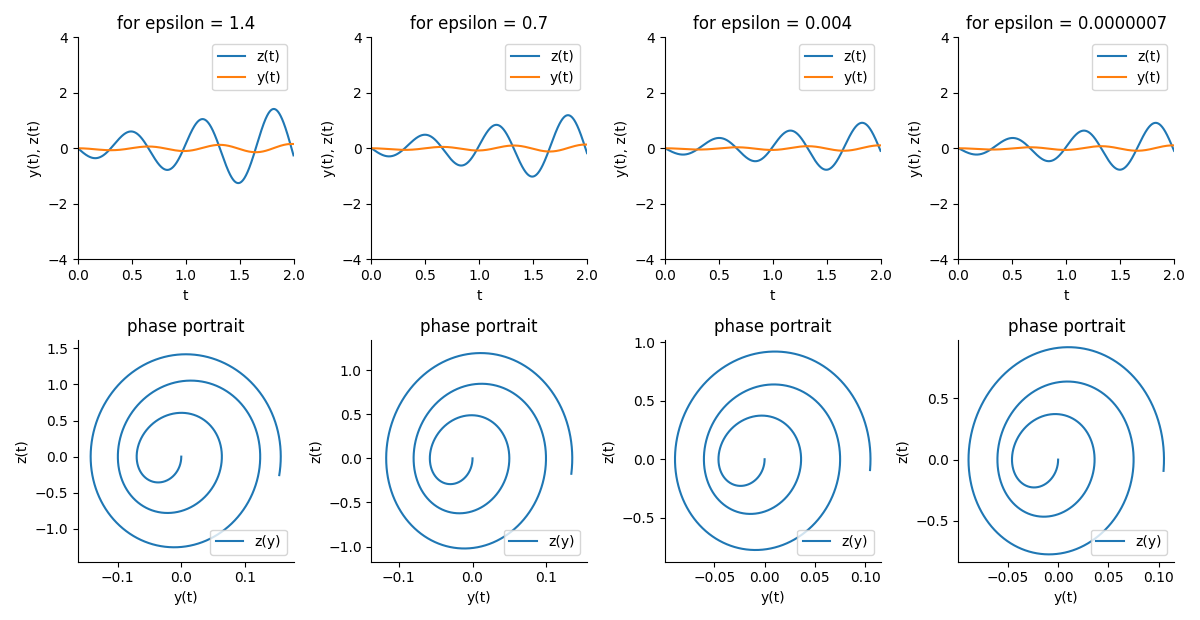 for epsilon = 1.4
4
2
0
−2
−4
y(t), z(t)
z(t)
y(t)
0.0 0.5 1.0 1.5 2.0
t
for epsilon = 0.7
4
2
0
−2
−4
y(t), z(t)
z(t)
y(t)
0.0 0.5 1.0 1.5 2.0
t
for epsilon = 0.004
4
2
0
−2
−4
y(t), z(t)
z(t)
y(t)
0.0 0.5 1.0 1.5 2.0
t
for epsilon = 0.0000007
4
2
0
−2
−4
y(t), z(t)
z(t)
y(t)
0.0 0.5 1.0 1.5 2.0
t
phase portrait
1.5
1.0
0.5
0.0
−0.5
−1.0
z(t)
z(y)
−0.1 0.0 0.1
y(t)
phase portrait
1.0
0.5
0.0
−0.5
−1.0
z(t)
z(y)
−0.1 0.0 0.1
y(t)
phase portrait
1.0
0.5
0.0
−0.5
z(t)
z(y)
−0.05 0.00 0.05 0.10
y(t)
phase portrait
0.5
0.0
−0.5
z(t)
z(y)
−0.05 0.00 0.05 0.10
y(t)